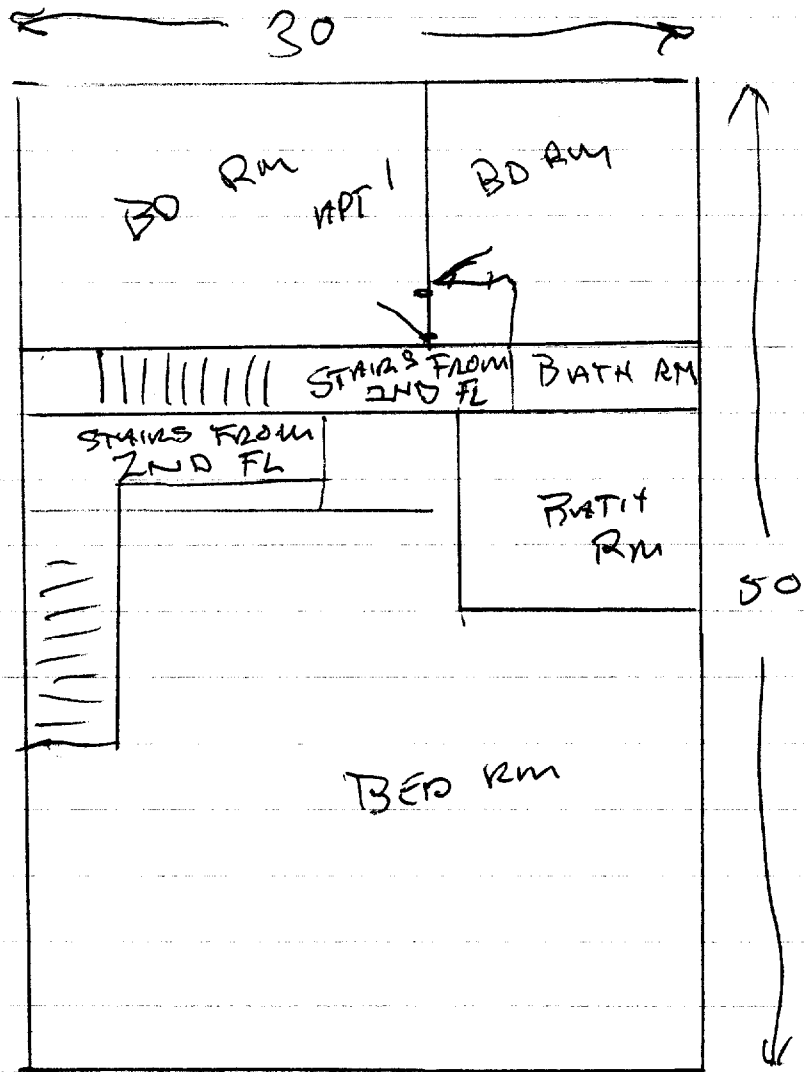 30
BD RM
APT 1
BD RM
STAIRS FROM
2ND FL
BATH RM
STAIRS FROM
2ND FL
BATH
RM
50
BED RM